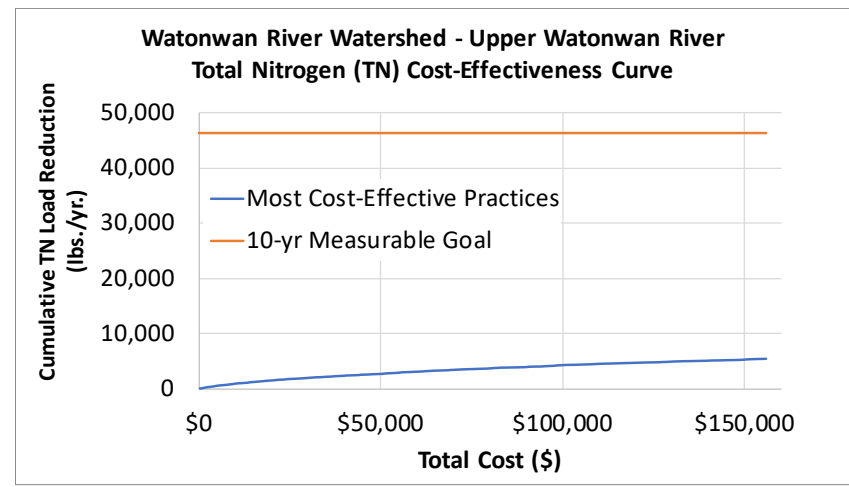 Watonwan River Watershed - Upper Watonwan River
Total Nitrogen (TN) Cost-Effectiveness Curve
Cumulative TN Load Reduction
(lbs./yr.)
50,000
40,000
30,000
20,000
10,000
0
Most Cost-Effective Practices
10-yr Measurable Goal
$0
$50,000
$100,000
$150,000
Total Cost ($)